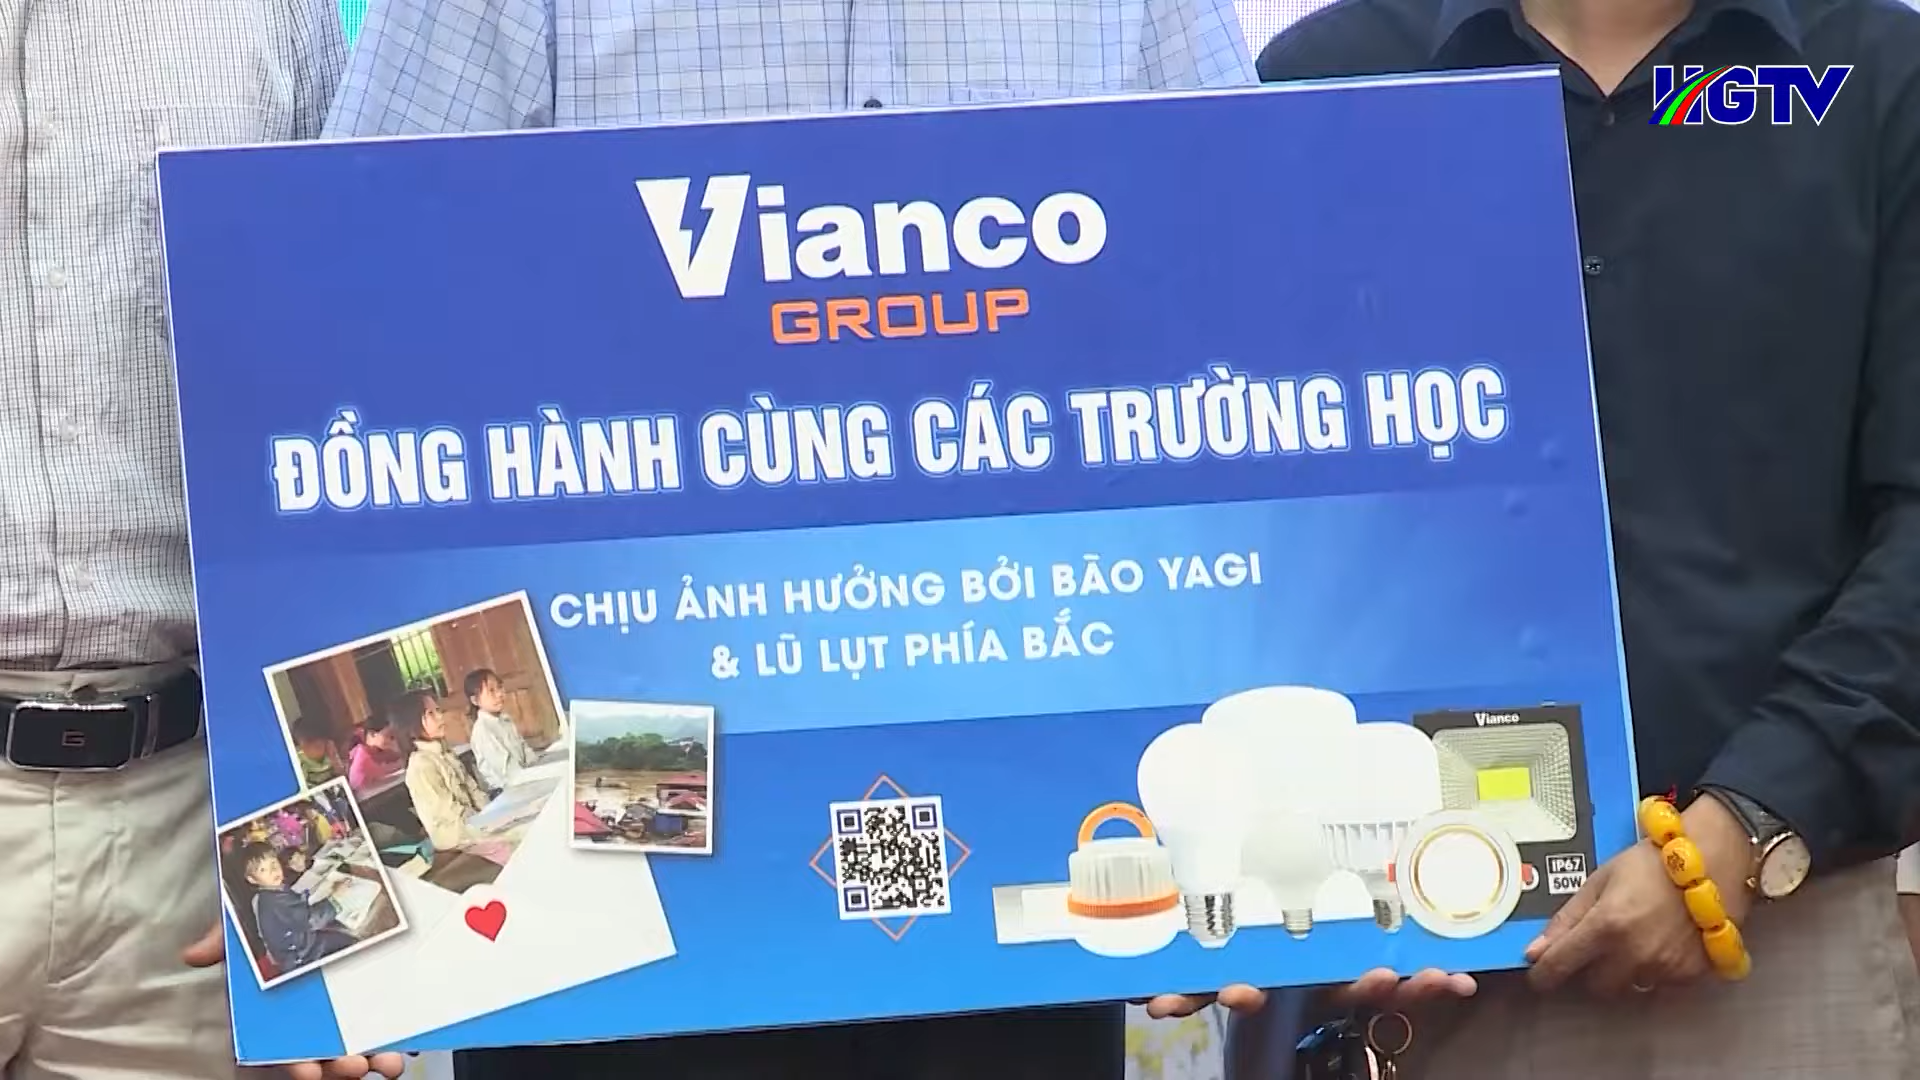 HGTV
Vianco
GROUP
ĐỒNG HÀNH CÙNG CÁC TRƯỜNG HỌC
CHỊU ẢNH HƯỞNG BỞI BÃO YAGI
& LŨ LỤT PHÍA BẮC
Vianco
IP67
50W
G